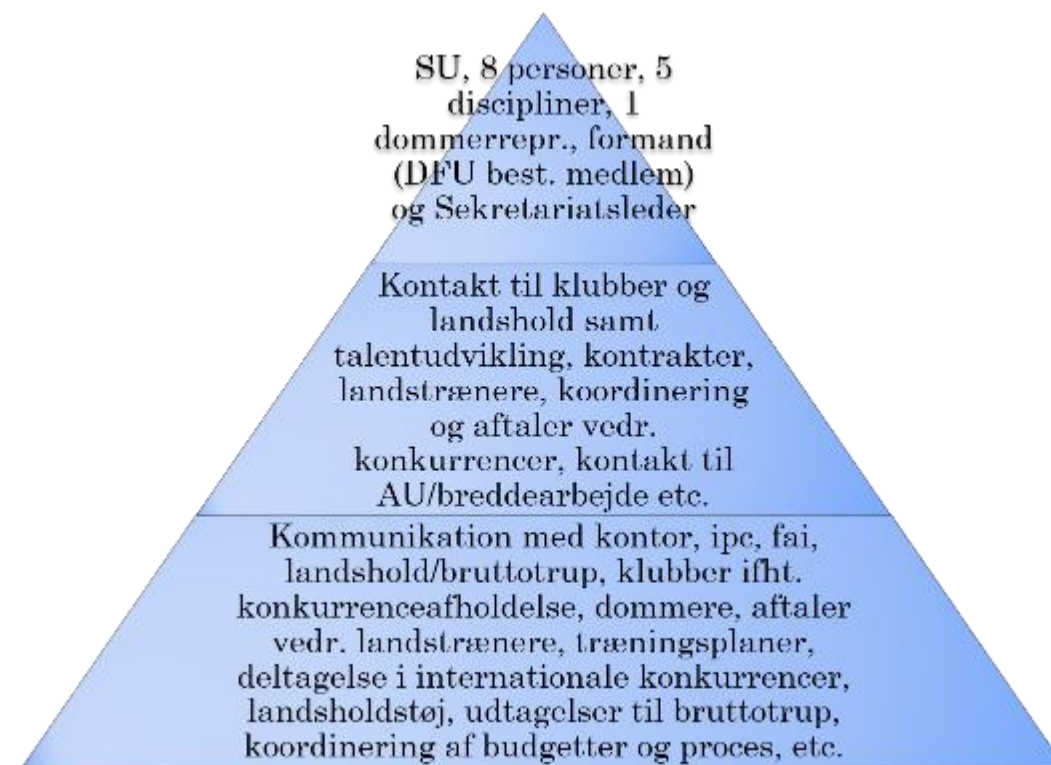 SU, 8 personer, 5
discipliner, 1
dommerrepr., formand
(DFU best. medlem)
og Sekretariatsleder
Kontakt til klubber og
landshold samt
talentudvikling, kontrakter,
landstrænere, koordinering
og aftaler vedr.
konkurrencer, kontakt til
AU/breddearbejde etc.
Kommunikation med kontor, ipc, fai,
landshold/bruttotrup, klubber ifht.
konkurrenceafholdelse, dommere, aftaler
vedr. landstrænere, træningsplaner,
deltagelse i internationale konkurrencer,
landsholdstøj, udtagelser til bruttotrup,
koordinering af budgetter og proces, etc.